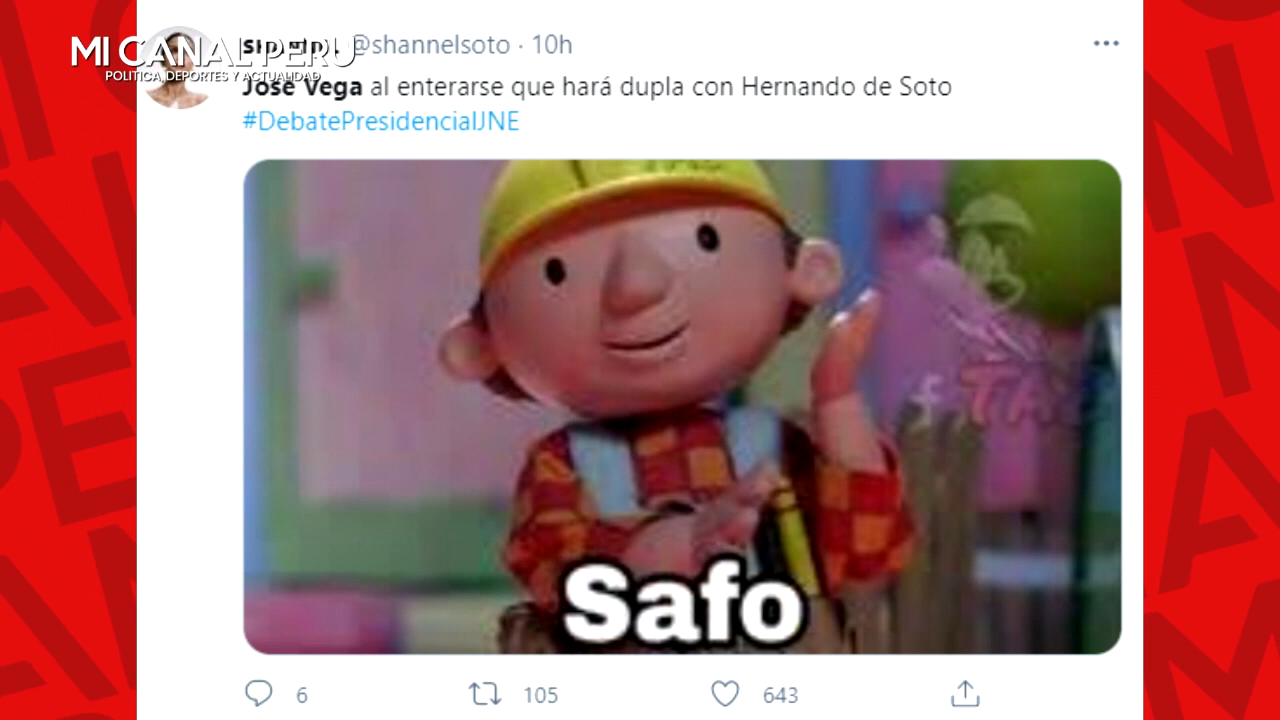 MI CANAL PERU
POLITICA, DEPORTES Y ACTUALIDAD
@shannelsoto · 10h
José Vega al enterarse que hará dupla con Hernando de Soto
#DebatePresidencialJNE
Safo
6 105 643